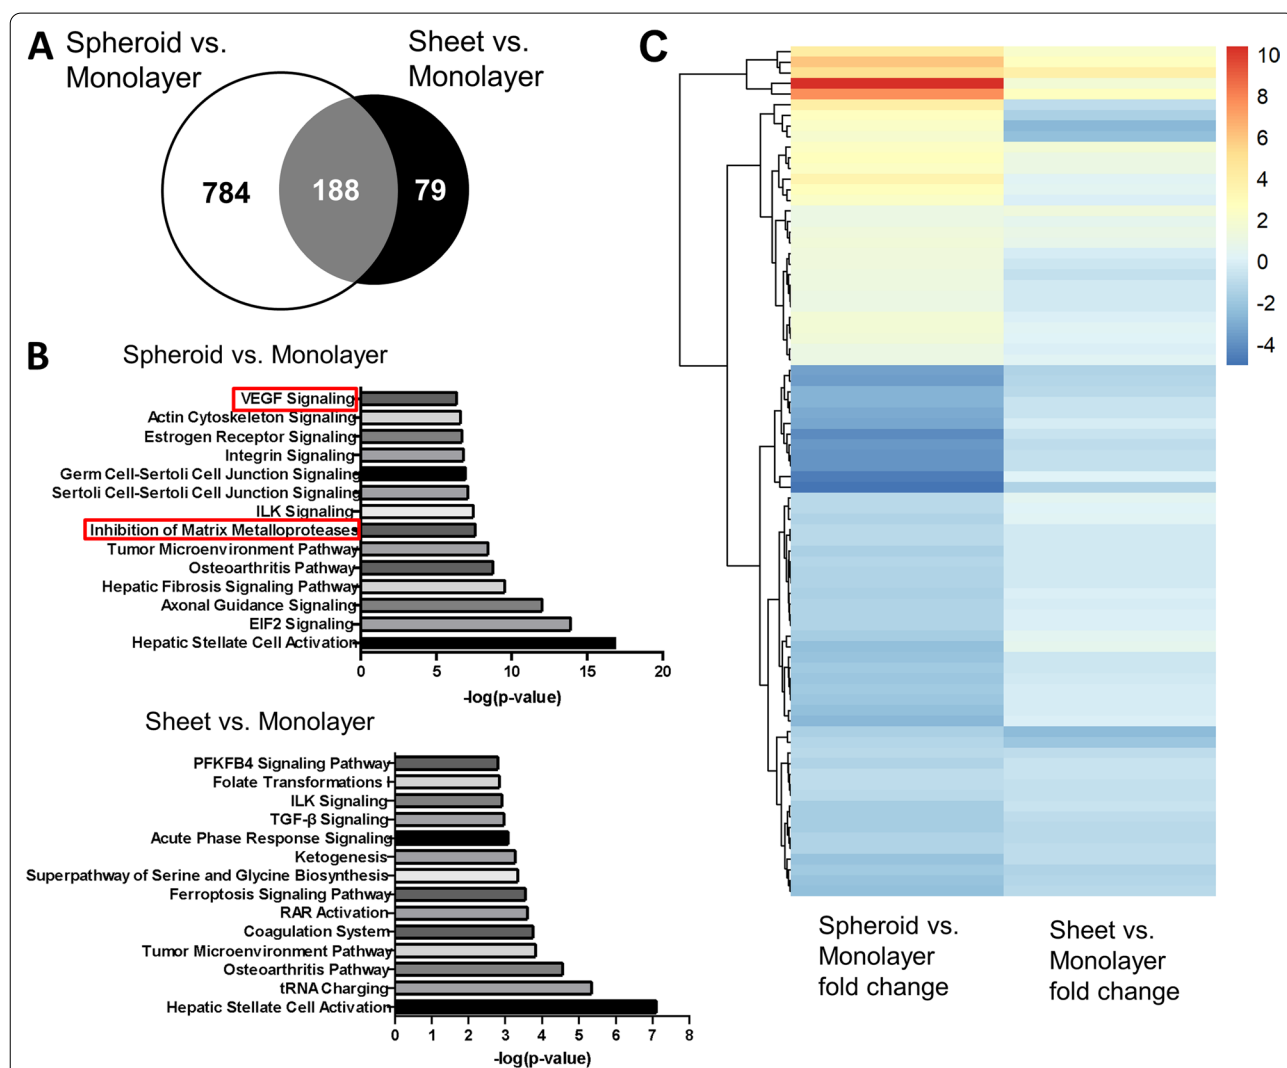 A
Spheroid vs.
Monolayer
Sheet vs.
Monolayer
784
188
79
B
Spheroid vs. Monolayer
VEGF Signaling
Actin Cytoskeleton Signaling
Estrogen Receptor Signaling
Integrin Signaling
Germ Cell-Sertoli Cell Junction Signaling
Sertoli Cell-Sertoli Cell Junction Signaling
ILK Signaling
Inhibition of Matrix Metalloproteases
Tumor Microenvironment Pathway
Osteoarthritis Pathway
Hepatic Fibrosis Signaling Pathway
Axonal Guidance Signaling
EIF2 Signaling
Hepatic Stellate Cell Activation
0 5 10 15 20
-log(p-value)
Sheet vs. Monolayer
PFKFB4 Signaling Pathway
Folate Transformations I
ILK Signaling
TGF-β Signaling
Acute Phase Response Signaling
Ketogenesis
Superpathway of Serine and Glycine Biosynthesis
Ferroptosis Signaling Pathway
RAR Activation
Coagulation System
Tumor Microenvironment Pathway
Osteoarthritis Pathway
tRNA Charging
Hepatic Stellate Cell Activation
0 1 2 3 4 5 6 7 8
-log(p-value)
C
10
8
6
4
2
0
-2
-4
Spheroid vs.
Monolayer
fold change
Sheet vs.
Monolayer
fold change